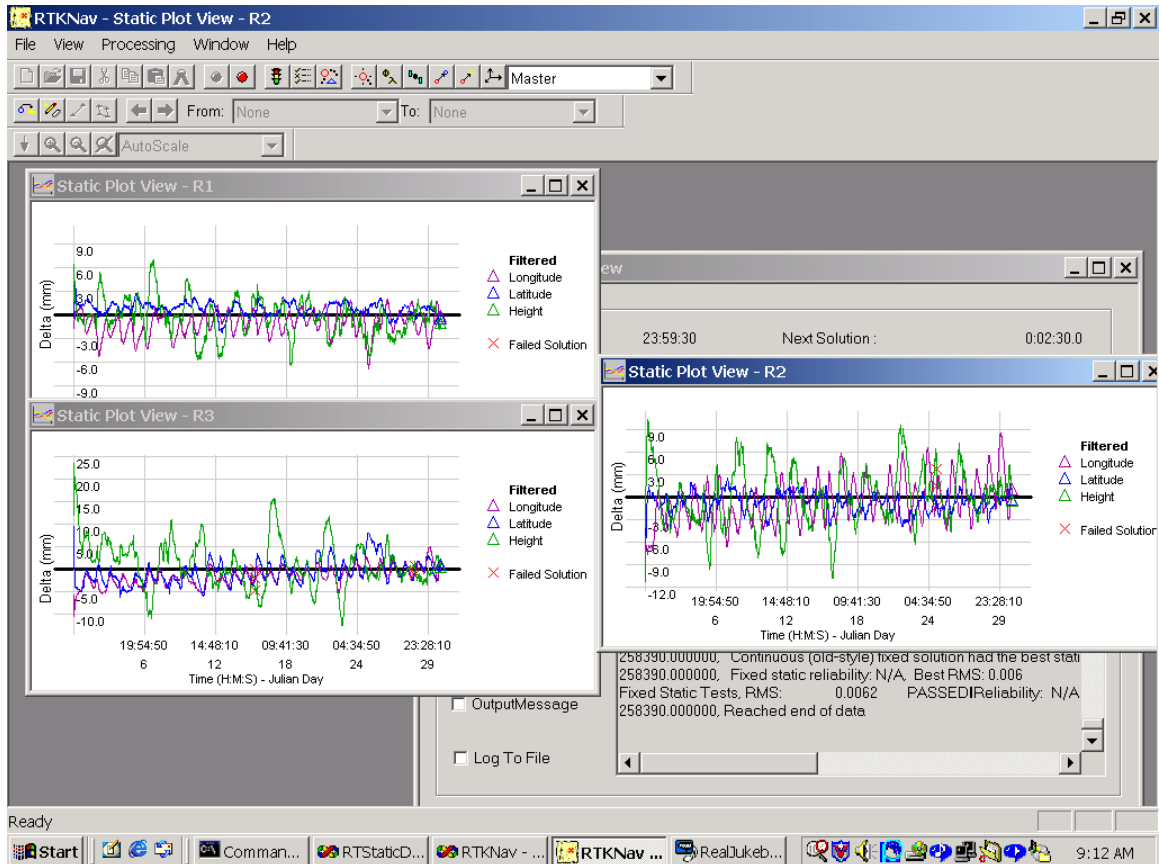 RTKNav - Static Plot View - R2
File View Processing Window Help
Master
From: None To: None
AutoScale
Static Plot View - R1
9.0
6.0
3.0
-3.0
-6.0
-9.0
Delta (mm)
Filtered
Longitude
Latitude
Height
Failed Solution
ew
23:59:30 Next Solution : 0:02:30.0
Static Plot View - R3
25.0
20.0
15.0
10.0
5.0
-5.0
-10.0
Delta (mm)
19:54:50 14:48:10 09:41:30 04:34:50 23:28:10
6 12 18 24 29
Time (H:M:S) - Julian Day
Filtered
Longitude
Latitude
Height
Failed Solution
Static Plot View - R2
9.0
6.0
3.0
-3.0
-6.0
-9.0
-12.0
Delta (mm)
19:54:50 14:48:10 09:41:30 04:34:50 23:28:10
6 12 18 24 29
Time (H:M:S) - Julian Day
Filtered
Longitude
Latitude
Height
Failed Solution
258390.000000, Continuous (old-style) fixed solution had the best stati
258390.000000, Fixed static reliability: N/A, Best RMS: 0.006
Fixed Static Tests, RMS: 0.0062 PASSED|Reliability: N/A
258390.000000, Reached end of data
OutputMessage
Log To File
Ready
Start Comman... RTStaticD... RTKNav - ... RTKNav ... RealJukeb... 9:12 AM